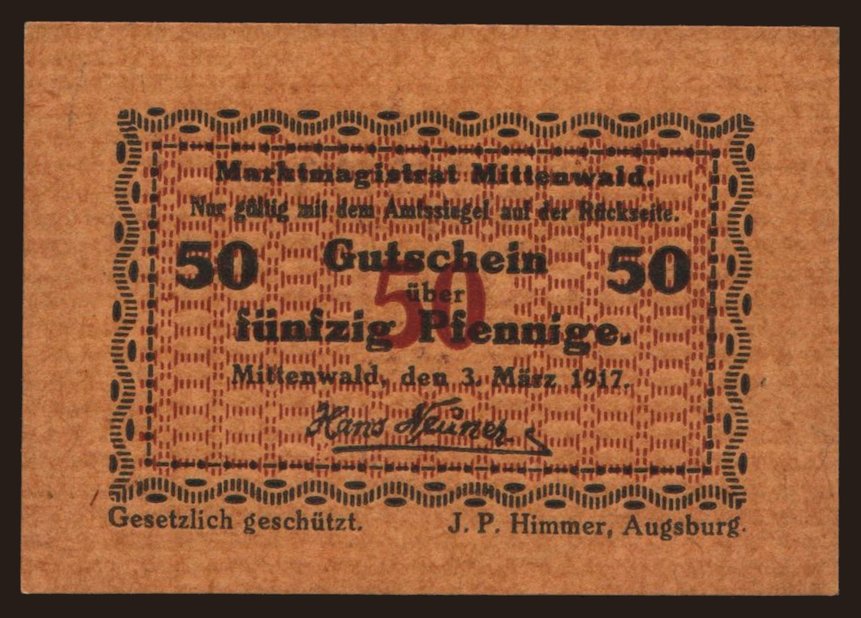 Marktmagistrat Mittenwald.
Nur gültig mit dem Amtssiegel auf der Rückseite.
50 Gutschein 50
über
50
fünfzig Pfennige.
Mittenwald, den 3. März 1917.
Hans Neuner
Gesetzlich geschützt. J. P. Himmer, Augsburg.